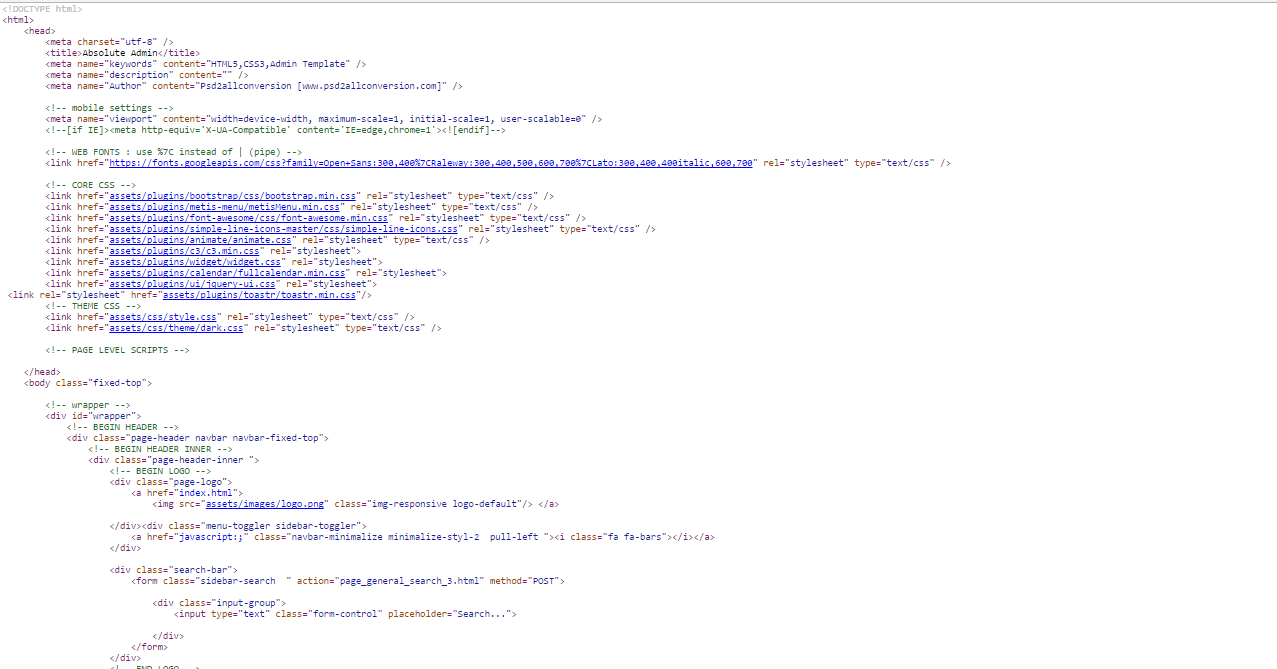 <!DOCTYPE html>
<html>
<head>
<meta charset="utf-8" />
<title>Absolute Admin</title>
<meta name="keywords" content="HTML5,CSS3,Admin Template" />
<meta name="description" content="" />
<meta name="Author" content="Psd2allconversion [www.psd2allconversion.com]" />
<!-- mobile settings -->
<meta name="viewport" content="width=device-width, maximum-scale=1, initial-scale=1, user-scalable=0" />
<!--[if IE]><meta http-equiv='X-UA-Compatible' content='IE=edge,chrome=1'><![endif]-->
<!-- WEB FONTS : use %7C instead of | (pipe) -->
<link href="https://fonts.googleapis.com/css?family=Open+Sans:300,400%7CRaleway:300,400,500,600,700%7CLato:300,400,400italic,600,700" rel="stylesheet" type="text/css" />
<!-- CORE CSS -->
<link href="assets/plugins/bootstrap/css/bootstrap.min.css" rel="stylesheet" type="text/css" />
<link href="assets/plugins/metis-menu/metisMenu.min.css" rel="stylesheet" type="text/css" />
<link href="assets/plugins/font-awesome/css/font-awesome.min.css" rel="stylesheet" type="text/css" />
<link href="assets/plugins/simple-line-icons-master/css/simple-line-icons.css" rel="stylesheet" type="text/css" />
<link href="assets/plugins/animate/animate.css" rel="stylesheet" type="text/css" />
<link href="assets/plugins/c3/c3.min.css" rel="stylesheet">
<link href="assets/plugins/widget/widget.css" rel="stylesheet">
<link href="assets/plugins/calendar/fullcalendar.min.css" rel="stylesheet">
<link href="assets/plugins/ui/jquery-ui.css" rel="stylesheet">
<link rel="stylesheet" href="assets/plugins/toastr/toastr.min.css"/>
<!-- THEME CSS -->
<link href="assets/css/style.css" rel="stylesheet" type="text/css" />
<link href="assets/css/theme/dark.css" rel="stylesheet" type="text/css" />
<!-- PAGE LEVEL SCRIPTS -->
</head>
<body class="fixed-top">
<!-- wrapper -->
<div id="wrapper">
<!-- BEGIN HEADER -->
<div class="page-header navbar navbar-fixed-top">
<!-- BEGIN HEADER INNER -->
<div class="page-header-inner ">
<!-- BEGIN LOGO -->
<div class="page-logo">
<a href="index.html">
<img src="assets/images/logo.png" class="img-responsive logo-default"/> </a>
</div><div class="menu-toggler sidebar-toggler">
<a href="javascript:;" class="navbar-minimalize minimalize-styl-2  pull-left "><i class="fa fa-bars"></i></a>
</div>
<div class="search-bar">
<form class="sidebar-search  " action="page_general_search_3.html" method="POST">
<div class="input-group">
<input type="text" class="form-control" placeholder="Search...">
</div>
</form>
</div>
<!-- END LOGO -->